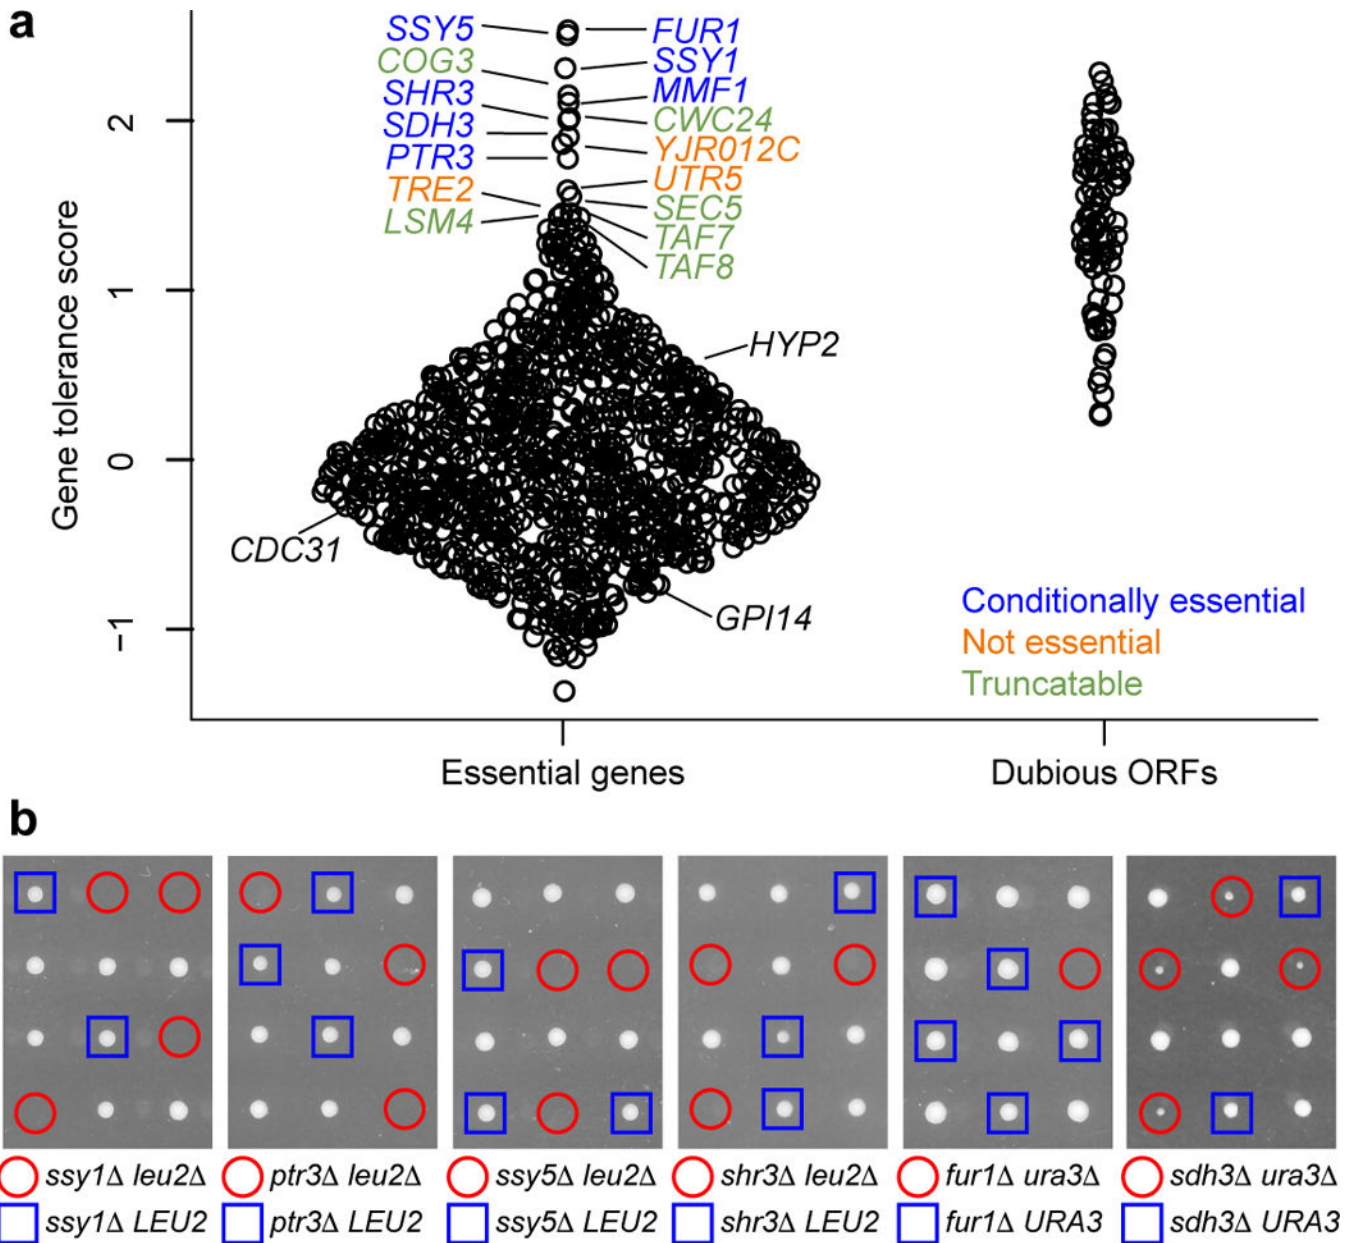 a
Gene tolerance score
2
1
0
−1
SSY5
COG3
SHR3
SDH3
PTR3
TRE2
LSM4
FUR1
SSY1
MMF1
CWC24
YJR012C
UTR5
SEC5
TAF7
TAF8
HYP2
CDC31
GPI14
Conditionally essential
Not essential
Truncatable
Essential genes
Dubious ORFs
b
ssy1Δ leu2Δ
ptr3Δ leu2Δ
ssy5Δ leu2Δ
shr3Δ leu2Δ
fur1Δ ura3Δ
sdh3Δ ura3Δ
ssy1Δ LEU2
ptr3Δ LEU2
ssy5Δ LEU2
shr3Δ LEU2
fur1Δ URA3
sdh3Δ URA3